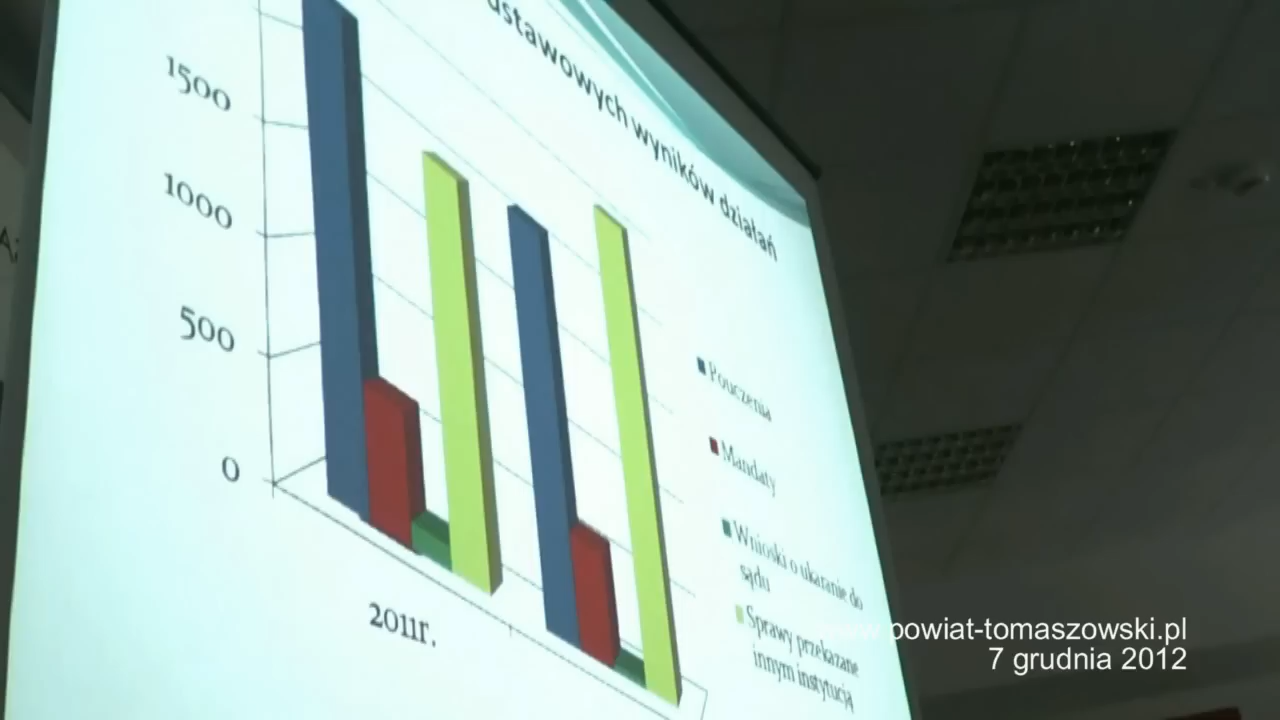 ustawowych wyników działań
1500
1000
500
0
2011r.
Pouczenia
Mandaty
Wnioski o ukaranie do
sądu
Sprawy przekazane
innym instytucją
www.powiat-tomaszowski.pl
7 grudnia 2012